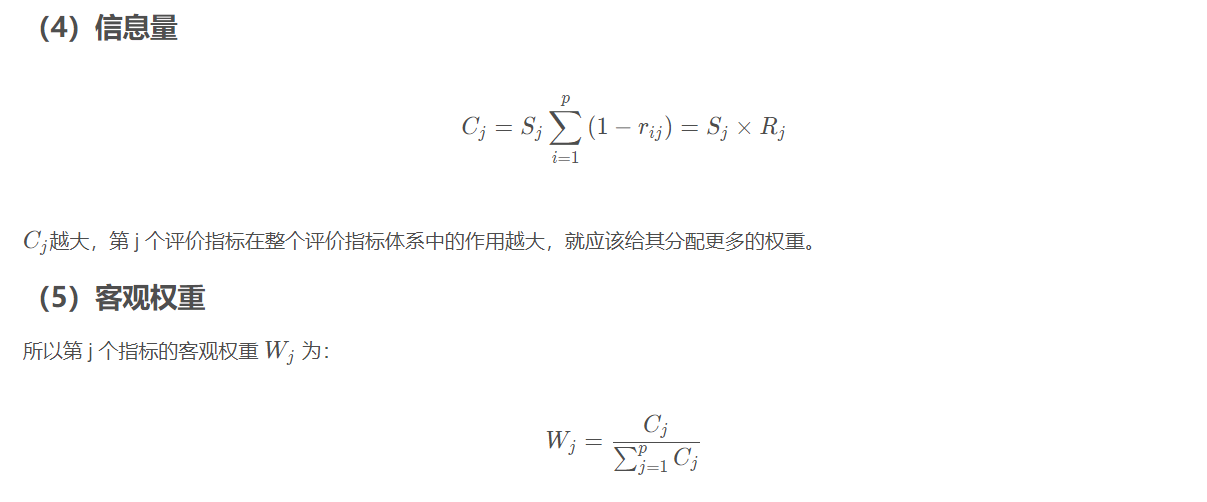 （4）信息量
$C_j = S_j \sum_{i=1}^{p} (1 - r_{ij}) = S_j \times R_j$
$C_j$越大，第 j 个评价指标在整个评价指标体系中的作用越大，就应该给其分配更多的权重。
（5）客观权重
所以第 j 个指标的客观权重 $W_j$ 为：
$W_j = \frac{C_j}{\sum_{j=1}^{p} C_j}$